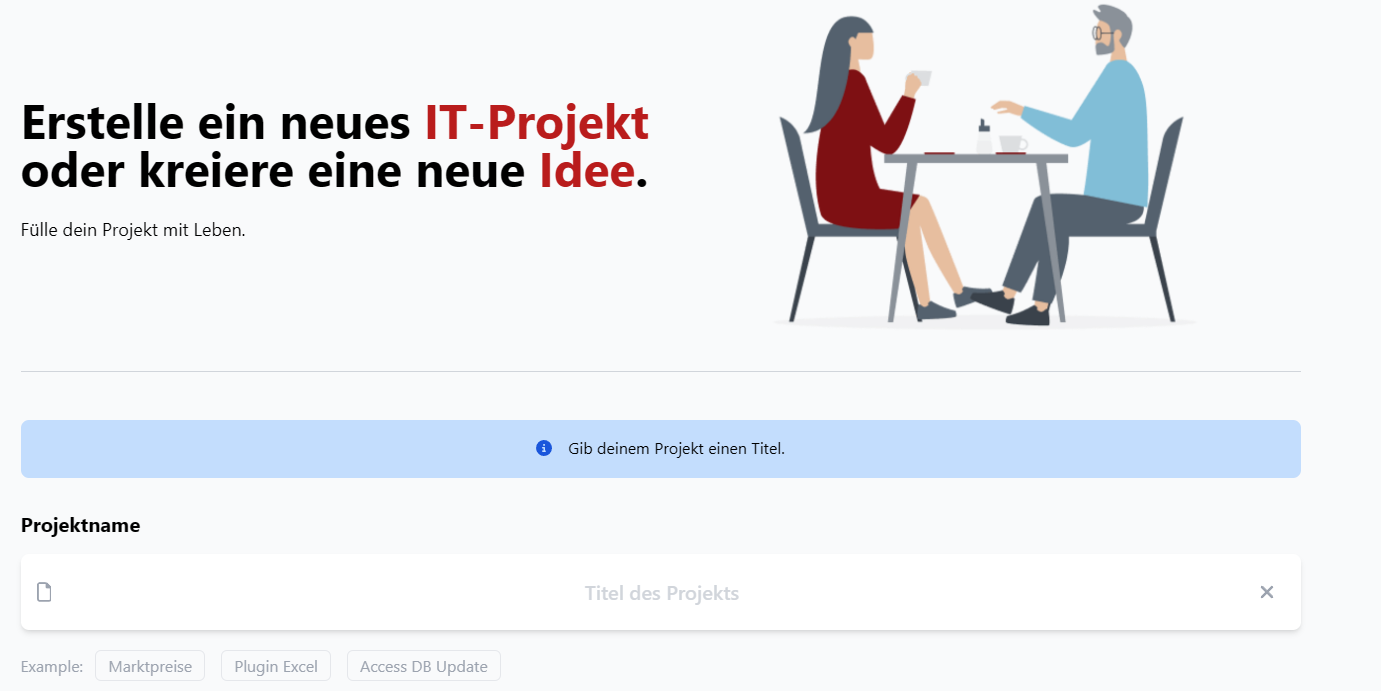 Erstelle ein neues IT-Projekt
oder kreiere eine neue Idee.
Fülle dein Projekt mit Leben.
Gib deinem Projekt einen Titel.
Projektname
Titel des Projekts
Example: Marktpreise Plugin Excel Access DB Update